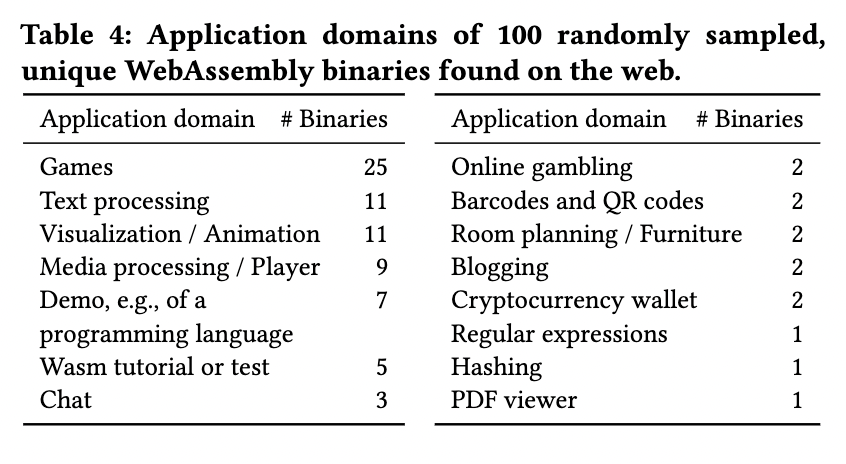 Table 4: Application domains of 100 randomly sampled,
unique WebAssembly binaries found on the web.
Application domain # Binaries
Games 25
Text processing 11
Visualization / Animation 11
Media processing / Player 9
Demo, e.g., of a 7
programming language
Wasm tutorial or test 5
Chat 3
Application domain # Binaries
Online gambling 2
Barcodes and QR codes 2
Room planning / Furniture 2
Blogging 2
Cryptocurrency wallet 2
Regular expressions 1
Hashing 1
PDF viewer 1